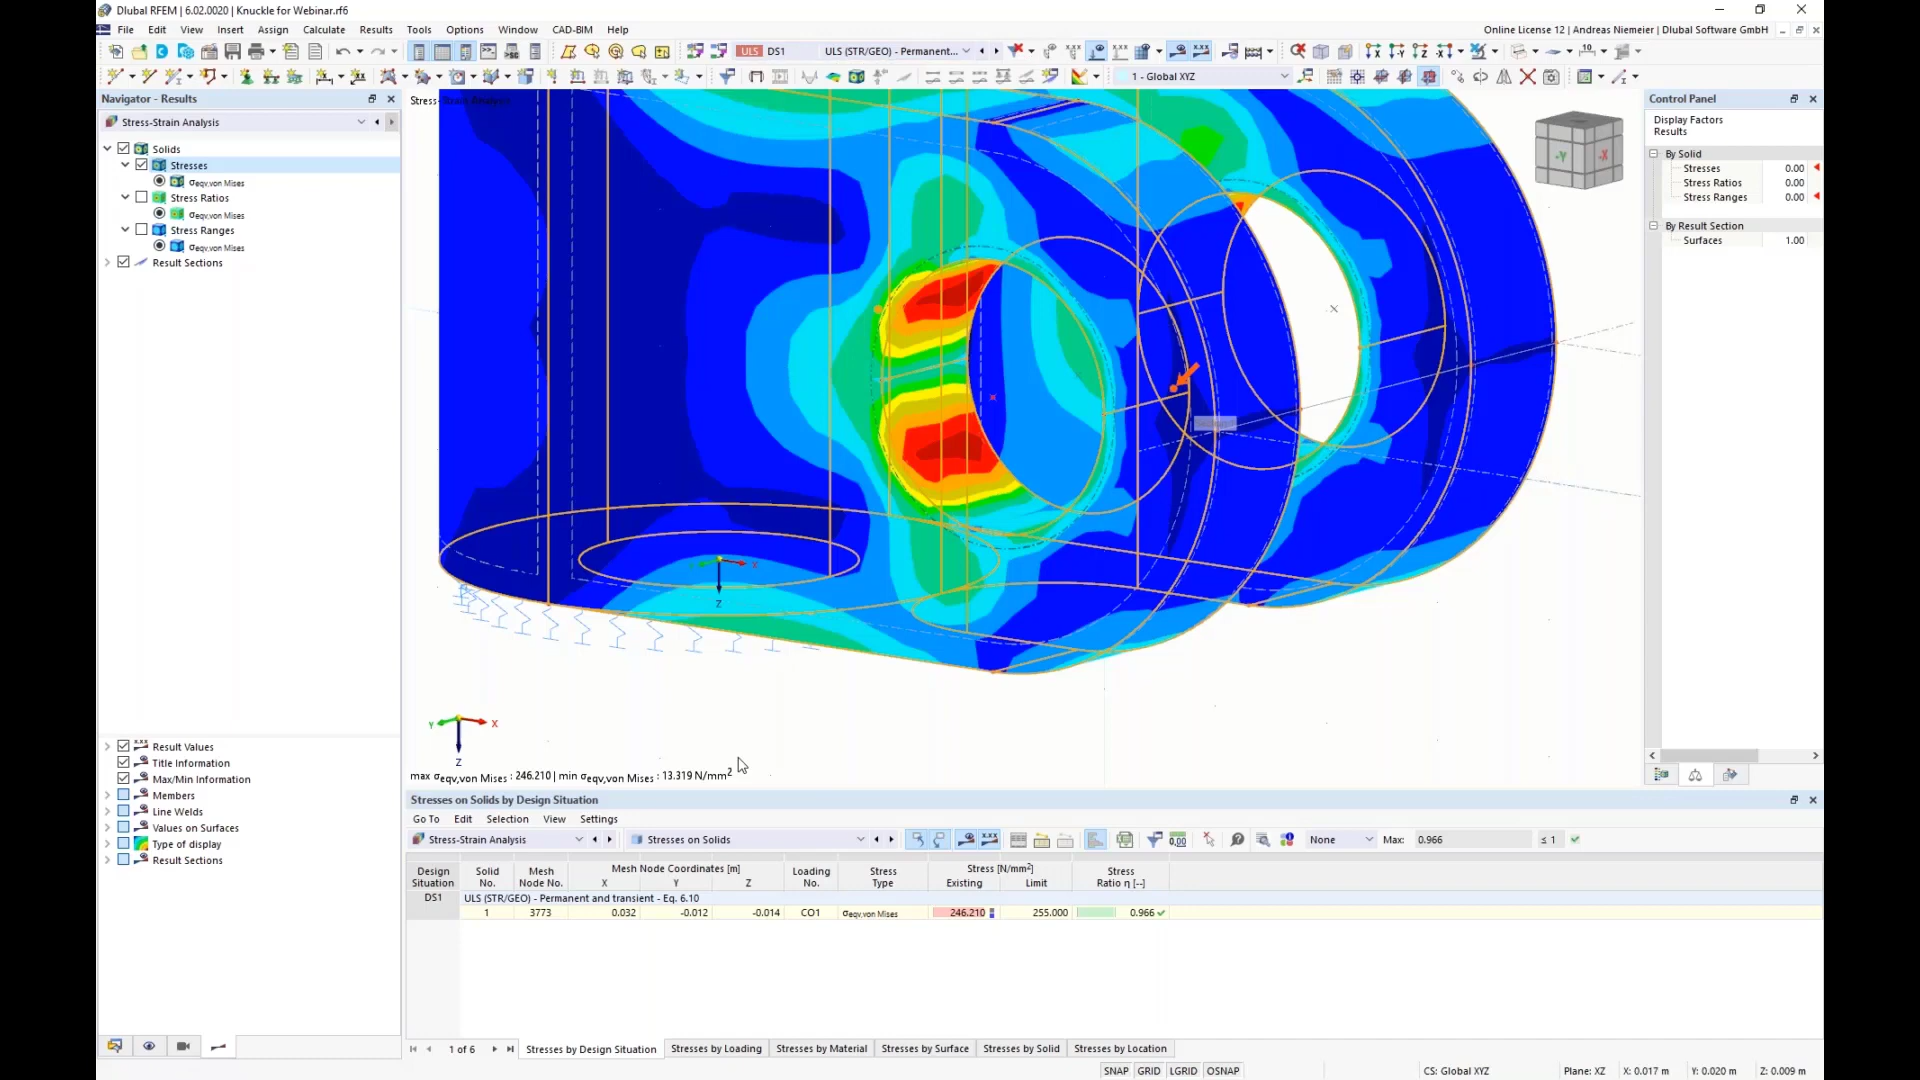 Dlubal RFEM | 6.02.0020 | Knuckle for Webinar.rf6
File Edit View Insert Assign Calculate Results Tools Options Window CAD-BIM Help
Online License 12 | Andreas Niemeier | Dlubal Software GmbH
ULS DS1 ULS (STR/GEO) - Permanent...
1 - Global XYZ
Navigator - Results
Stress-Strain Analysis
Solids
Stresses
σeqv,von Mises
Stress Ratios
σeqv,von Mises
Stress Ranges
σeqv,von Mises
Result Sections
Result Values
Title Information
Max/Min Information
Members
Line Welds
Values on Surfaces
Type of display
Result Sections
Stress-Strain Analysis
X
Z
-Y
-X
Y
X
Z
max σeqv,von Mises : 246.210 | min σeqv,von Mises : 13.319 N/mm²
Control Panel
Display Factors
Results
By Solid
Stresses 0.00
Stress Ratios 0.00
Stress Ranges 0.00
By Result Section
Surfaces 1.00
Stresses on Solids by Design Situation
Go To Edit Selection View Settings
Stress-Strain Analysis Stresses on Solids None Max: 0.966 ≤ 1
Design Situation Solid No. Mesh Node No. Mesh Node Coordinates [m] X Y Z Loading No. Stress Type Stress [N/mm²] Existing Limit Stress Ratio η [--]
DS1 ULS (STR/GEO) - Permanent and transient - Eq. 6.10
1 3773 0.032 -0.012 -0.014 CO1 σeqv,von Mises 246.210 255.000 0.966
1 of 6 Stresses by Design Situation Stresses by Loading Stresses by Material Stresses by Surface Stresses by Solid Stresses by Location
SNAP GRID LGRID OSNAP CS: Global XYZ Plane: XZ X: 0.017 m Y: 0.020 m Z: 0.009 m